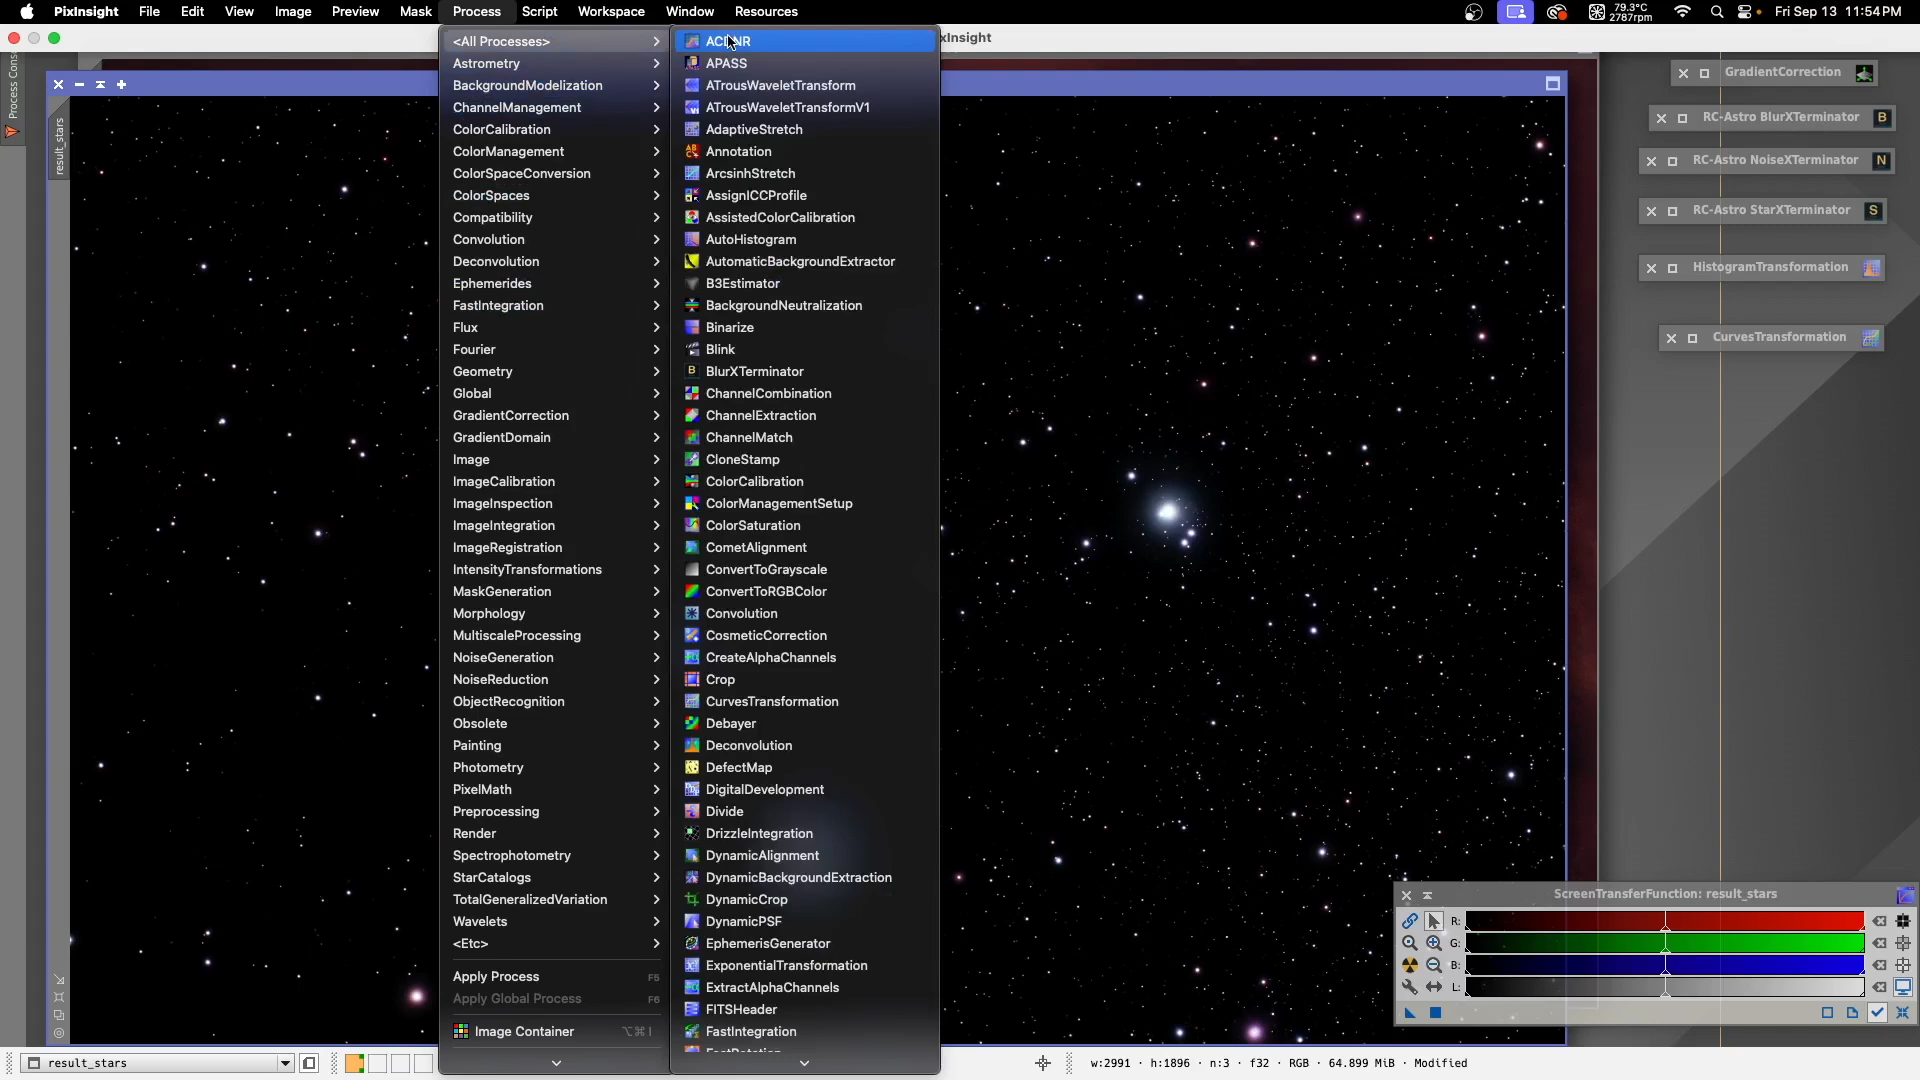 PixInsight File Edit View Image Preview Mask Process Script Workspace Window Resources
79.3°C
2787rpm
Fri Sep 13 11:54 PM
xInsight
Process Cons
result_stars
<All Processes>
Astrometry
BackgroundModelization
ChannelManagement
ColorCalibration
ColorManagement
ColorSpaceConversion
ColorSpaces
Compatibility
Convolution
Deconvolution
Ephemerides
FastIntegration
Flux
Fourier
Geometry
Global
GradientCorrection
GradientDomain
Image
ImageCalibration
ImageInspection
ImageIntegration
ImageRegistration
IntensityTransformations
MaskGeneration
Morphology
MultiscaleProcessing
NoiseGeneration
NoiseReduction
ObjectRecognition
Obsolete
Painting
Photometry
PixelMath
Preprocessing
Render
Spectrophotometry
StarCatalogs
TotalGeneralizedVariation
Wavelets
<Etc>
Apply Process F5
Apply Global Process F6
Image Container ⌥⌘I
APASS
ATrousWaveletTransform
ATrousWaveletTransformV1
AdaptiveStretch
Annotation
ArcsinhStretch
AssignICCProfile
AssistedColorCalibration
AutoHistogram
AutomaticBackgroundExtractor
B3Estimator
BackgroundNeutralization
Binarize
Blink
BlurXTerminator
ChannelCombination
ChannelExtraction
ChannelMatch
CloneStamp
ColorCalibration
ColorManagementSetup
ColorSaturation
CometAlignment
ConvertToGrayscale
ConvertToRGBColor
Convolution
CosmeticCorrection
CreateAlphaChannels
Crop
CurvesTransformation
Debayer
Deconvolution
DefectMap
DigitalDevelopment
Divide
DrizzleIntegration
DynamicAlignment
DynamicBackgroundExtraction
DynamicCrop
DynamicPSF
EphemerisGenerator
ExponentialTransformation
ExtractAlphaChannels
FITSHeader
FastIntegration
GradientCorrection
RC-Astro BlurXTerminator B
RC-Astro NoiseXTerminator N
RC-Astro StarXTerminator S
HistogramTransformation
CurvesTransformation
ScreenTransferFunction: result_stars
R:
G:
B:
L:
result_stars
w:2991 · h:1896 · n:3 · f32 · RGB · 64.899 MiB · Modified